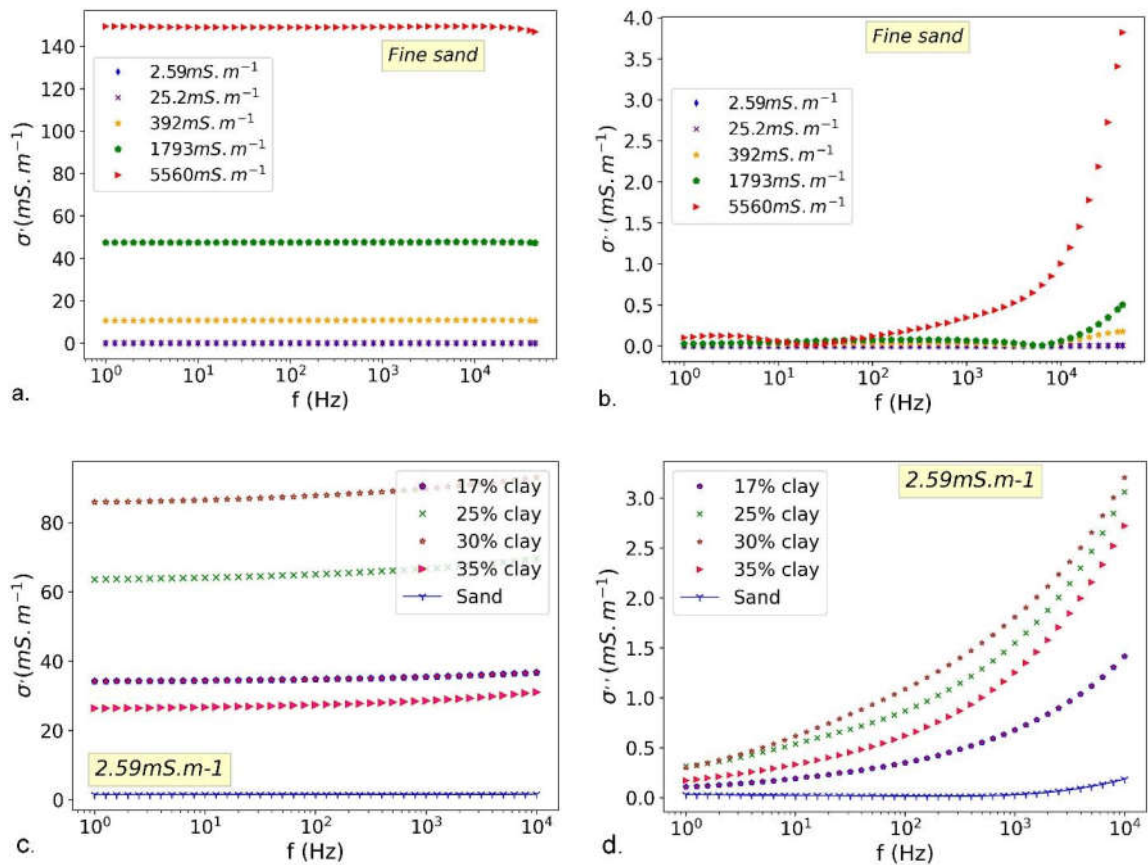 Fine sand
2.59mS.m⁻¹
25.2mS.m⁻¹
392mS.m⁻¹
1793mS.m⁻¹
5560mS.m⁻¹
σ'(mS.m⁻¹)
140
120
100
80
60
40
20
0
10⁰ 10¹ 10² 10³ 10⁴
f (Hz)
a.
Fine sand
2.59mS.m⁻¹
25.2mS.m⁻¹
392mS.m⁻¹
1793mS.m⁻¹
5560mS.m⁻¹
σ''(mS.m⁻¹)
4.0
3.5
3.0
2.5
2.0
1.5
1.0
0.5
0.0
10⁰ 10¹ 10² 10³ 10⁴
f (Hz)
b.
17% clay
25% clay
30% clay
35% clay
Sand
2.59mS.m-1
σ'(mS.m⁻¹)
80
60
40
20
0
10⁰ 10¹ 10² 10³ 10⁴
f (Hz)
c.
2.59mS.m-1
17% clay
25% clay
30% clay
35% clay
Sand
σ''(mS.m⁻¹)
3.0
2.5
2.0
1.5
1.0
0.5
0.0
10⁰ 10¹ 10² 10³ 10⁴
f (Hz)
d.